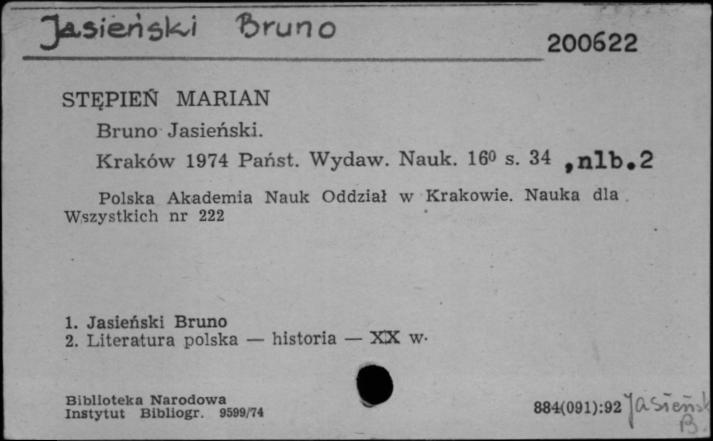 Jasieński Bruno
200622
STĘPIEŃ MARIAN
Bruno Jasieński.
Kraków 1974 Państ. Wydaw. Nauk. 16⁰ s. 34 ,nlb.2
Polska Akademia Nauk Oddział w Krakowie. Nauka dla
Wszystkich nr 222
1. Jasieński Bruno
2. Literatura polska — historia — XX w.
Biblioteka Narodowa
Instytut Bibliogr. 9599/74
884(091):92 Jasieńsk
B.